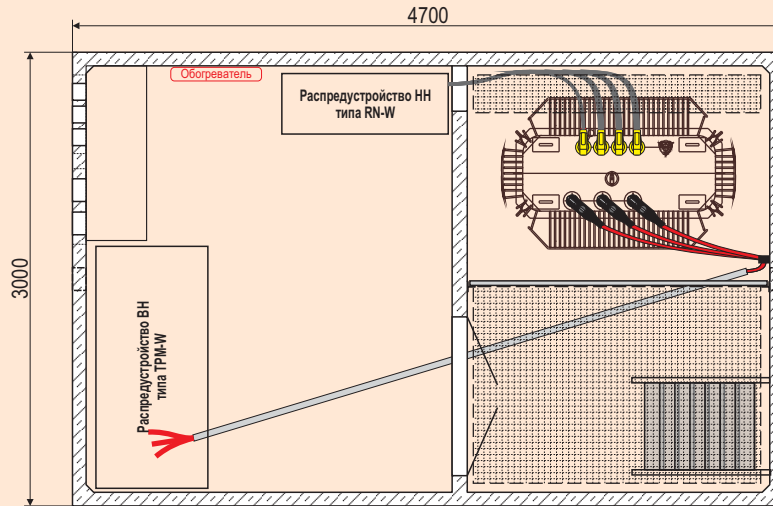 4700
Обогреватель
Распредустройство НН
типа RN-W
3000
Распредустройство ВН
типа TPM-W